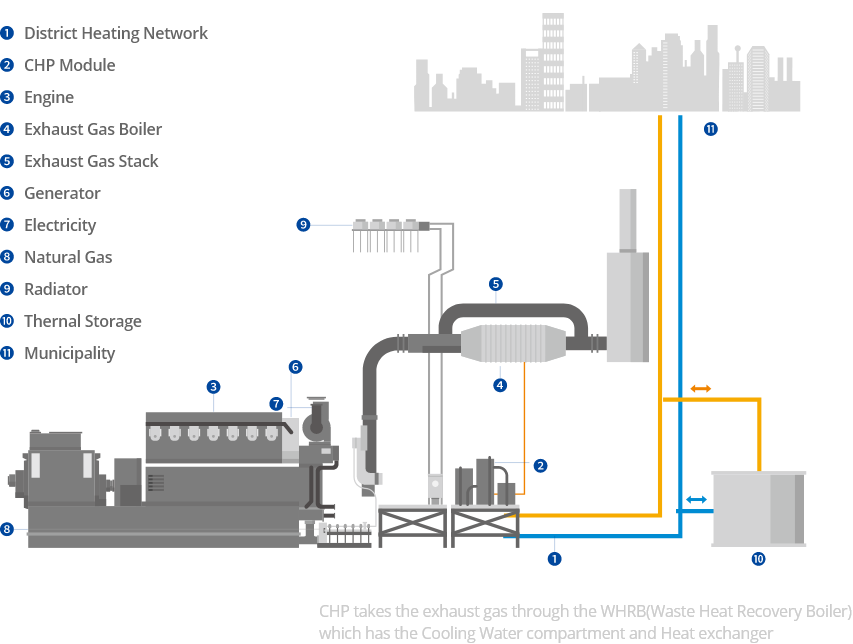 1 District Heating Network
2 CHP Module
3 Engine
4 Exhaust Gas Boiler
5 Exhaust Gas Stack
6 Generator
7 Electricity
8 Natural Gas
9 Radiator
10 Thernal Storage
11 Municipality
11
9
5
6
3
4
7
2
8
1
10
CHP takes the exhaust gas through the WHRB(Waste Heat Recovery Boiler)
which has the Cooling Water compartment and Heat exchanger